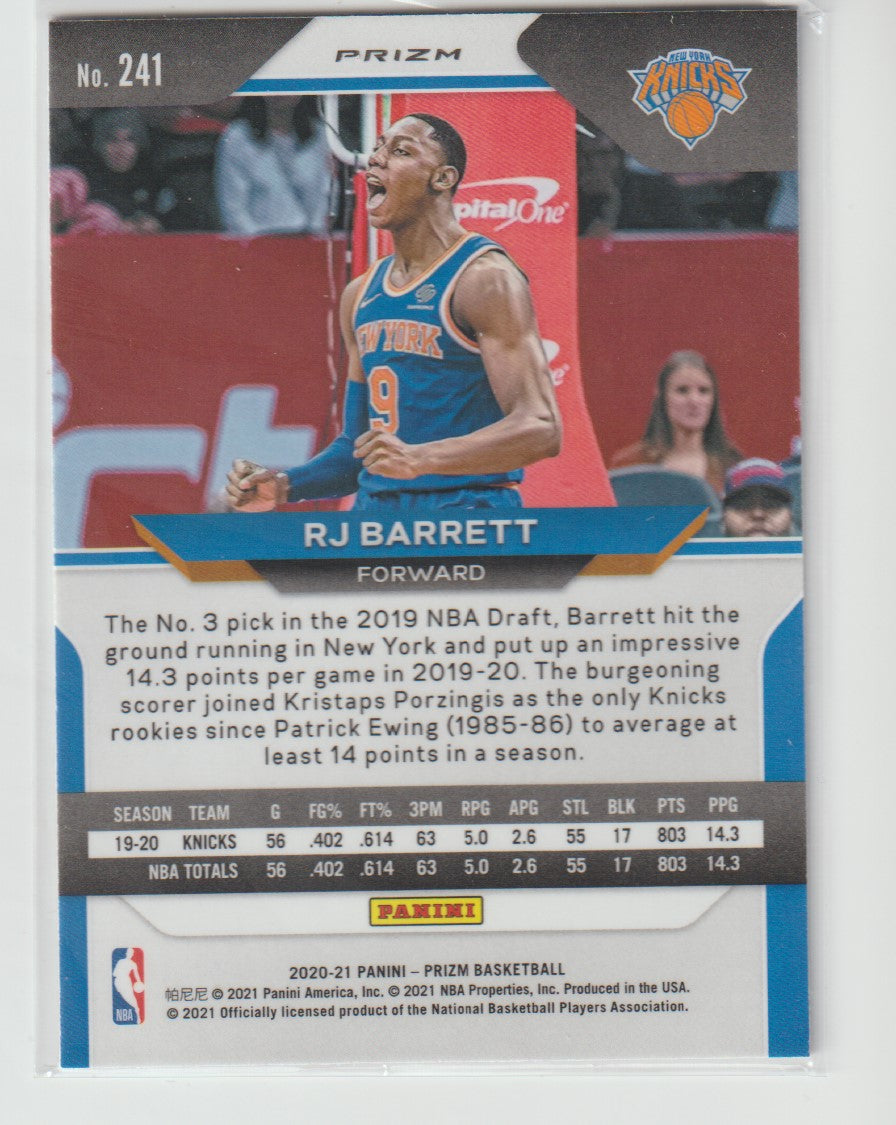 No. 241
PRIZM
NEW YORK
KNICKS
pitalOne
EW YORK
9
RJ BARRETT
FORWARD
The No. 3 pick in the 2019 NBA Draft, Barrett hit the
ground running in New York and put up an impressive
14.3 points per game in 2019-20. The burgeoning
scorer joined Kristaps Porzingis as the only Knicks
rookies since Patrick Ewing (1985-86) to average at
least 14 points in a season.
SEASON TEAM G FG% FT% 3PM RPG APG STL BLK PTS PPG
19-20 KNICKS 56 .402 .614 63 5.0 2.6 55 17 803 14.3
NBA TOTALS 56 .402 .614 63 5.0 2.6 55 17 803 14.3
PANINI
NBA
2020-21 PANINI – PRIZM BASKETBALL
帕尼尼 © 2021 Panini America, Inc. © 2021 NBA Properties, Inc. Produced in the USA.
© 2021 Officially licensed product of the National Basketball Players Association.